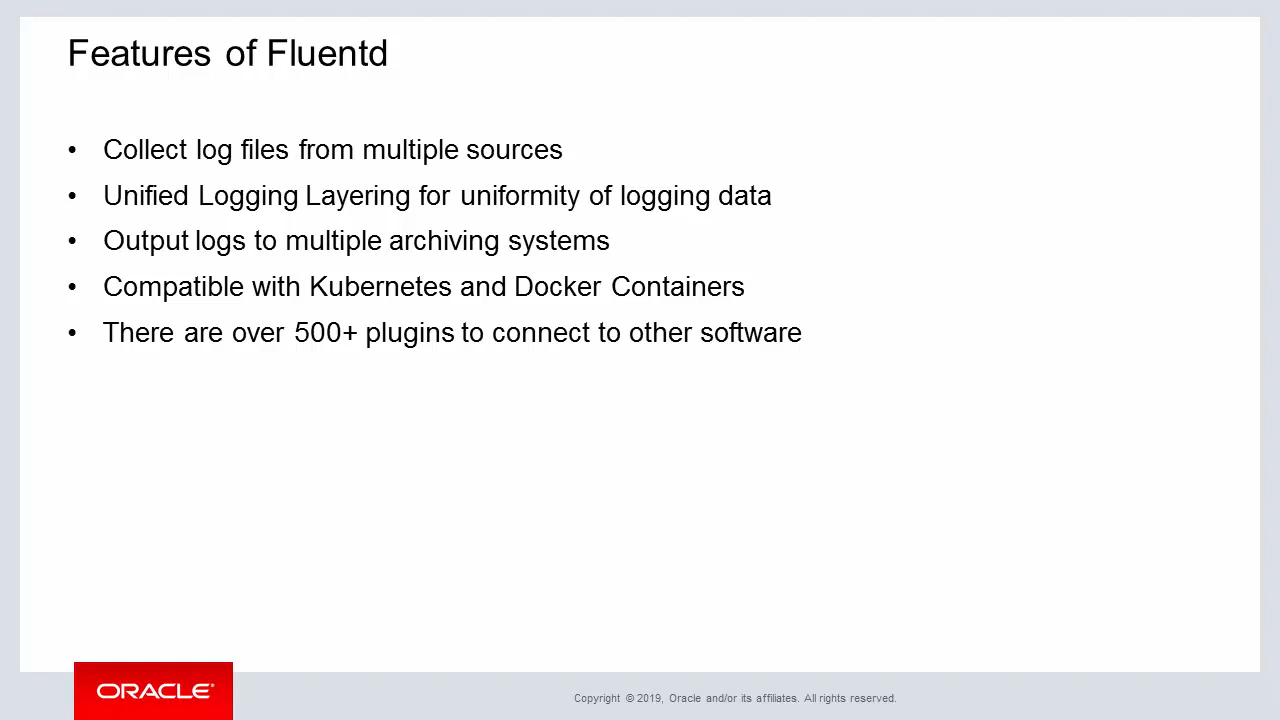 Features of Fluentd
• Collect log files from multiple sources
• Unified Logging Layering for uniformity of logging data
• Output logs to multiple archiving systems
• Compatible with Kubernetes and Docker Containers
• There are over 500+ plugins to connect to other software
ORACLE®
Copyright © 2019, Oracle and/or its affiliates. All rights reserved.